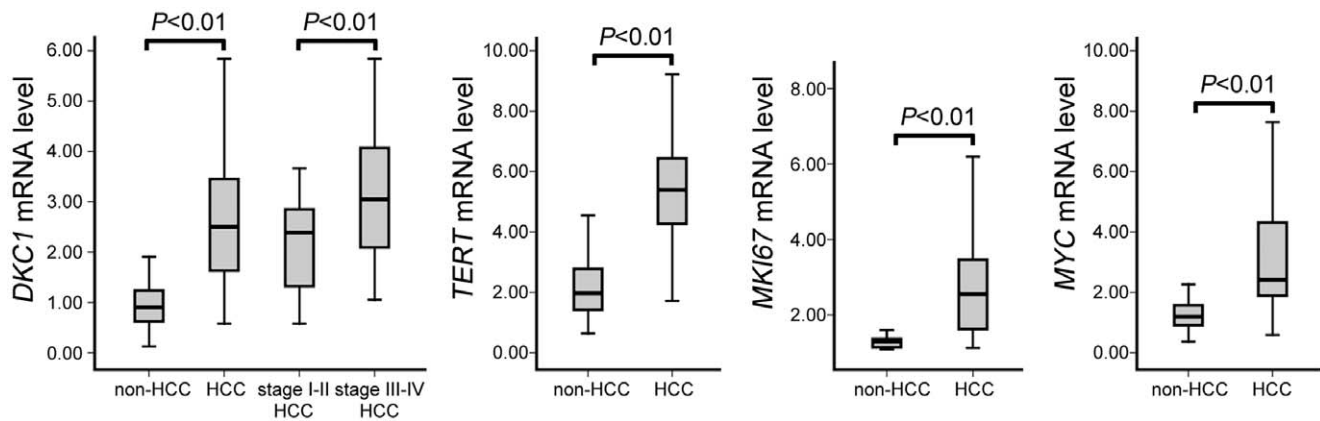 P<0.01
P<0.01
DKC1 mRNA level
6.00
5.00
4.00
3.00
2.00
1.00
0.00
non-HCC
HCC
stage I-II
HCC
stage III-IV
HCC
P<0.01
TERT mRNA level
10.00
8.00
6.00
4.00
2.00
0.00
non-HCC
HCC
P<0.01
MKI67 mRNA level
8.00
6.00
4.00
2.00
non-HCC
HCC
P<0.01
MYC mRNA level
10.00
8.00
6.00
4.00
2.00
0.00
non-HCC
HCC